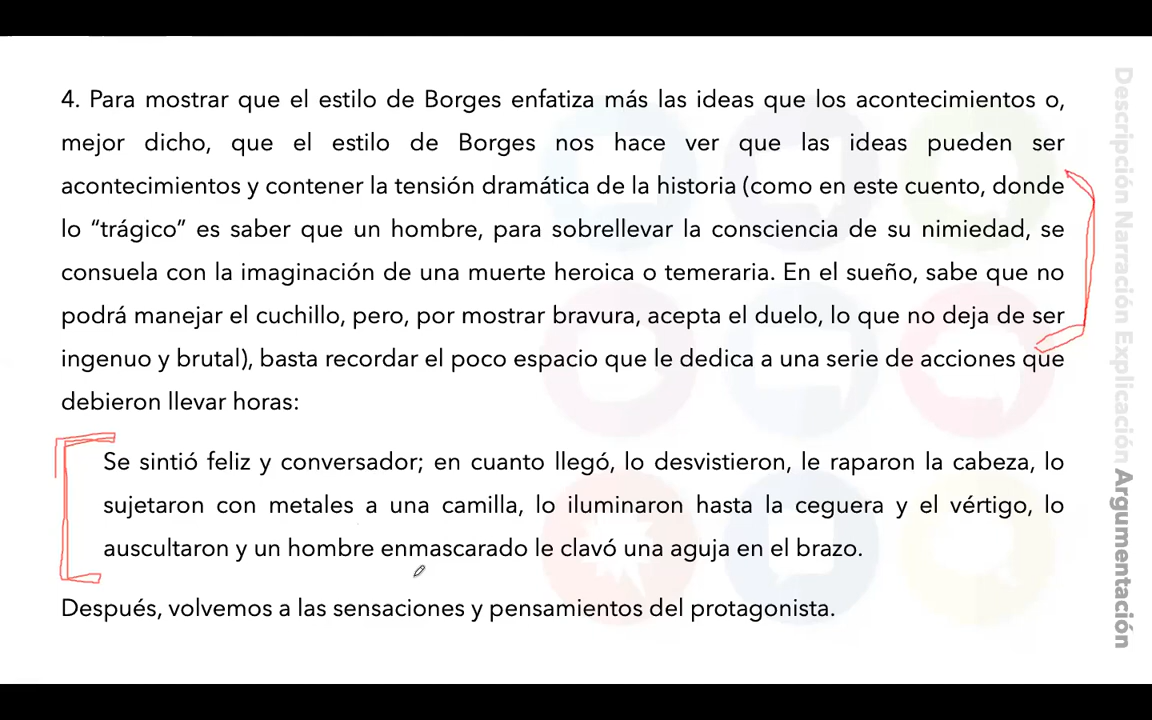 4. Para mostrar que el estilo de Borges enfatiza más las ideas que los acontecimientos o,
mejor dicho, que el estilo de Borges nos hace ver que las ideas pueden ser
acontecimientos y contener la tensión dramática de la historia (como en este cuento, donde
lo “trágico” es saber que un hombre, para sobrellevar la consciencia de su nimiedad, se
consuela con la imaginación de una muerte heroica o temeraria. En el sueño, sabe que no
podrá manejar el cuchillo, pero, por mostrar bravura, acepta el duelo, lo que no deja de ser
ingenuo y brutal), basta recordar el poco espacio que le dedica a una serie de acciones que
debieron llevar horas:
Se sintió feliz y conversador; en cuanto llegó, lo desvistieron, le raparon la cabeza, lo
sujetaron con metales a una camilla, lo iluminaron hasta la ceguera y el vértigo, lo
auscultaron y un hombre enmascarado le clavó una aguja en el brazo.
Después, volvemos a las sensaciones y pensamientos del protagonista.
Descripción Narración Explicación Argumentación